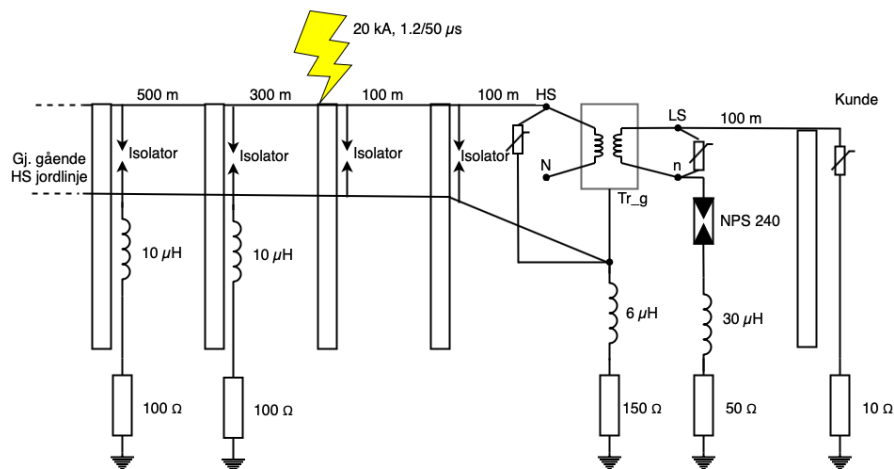 20 kA, 1.2/50 µs
500 m
300 m
100 m
100 m
HS
LS
Kunde
100 m
Isolator
Isolator
Isolator
Isolator
Gj. gående
HS jordlinje
N
n
Tr_g
NPS 240
10 µH
10 µH
6 µH
30 µH
100 Ω
100 Ω
150 Ω
50 Ω
10 Ω